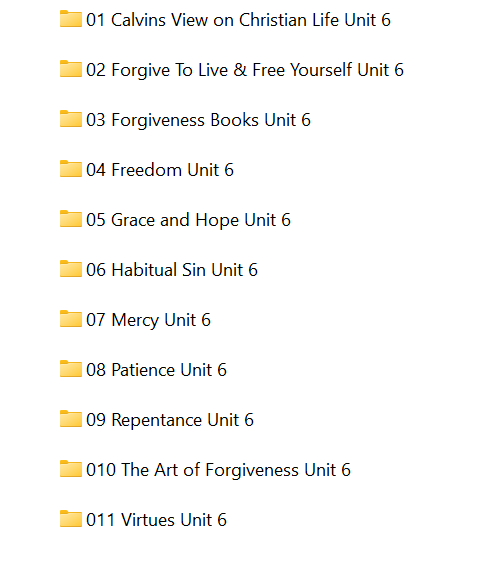 01 Calvins View on Christian Life Unit 6
02 Forgive To Live & Free Yourself Unit 6
03 Forgiveness Books Unit 6
04 Freedom Unit 6
05 Grace and Hope Unit 6
06 Habitual Sin Unit 6
07 Mercy Unit 6
08 Patience Unit 6
09 Repentance Unit 6
010 The Art of Forgiveness Unit 6
011 Virtues Unit 6